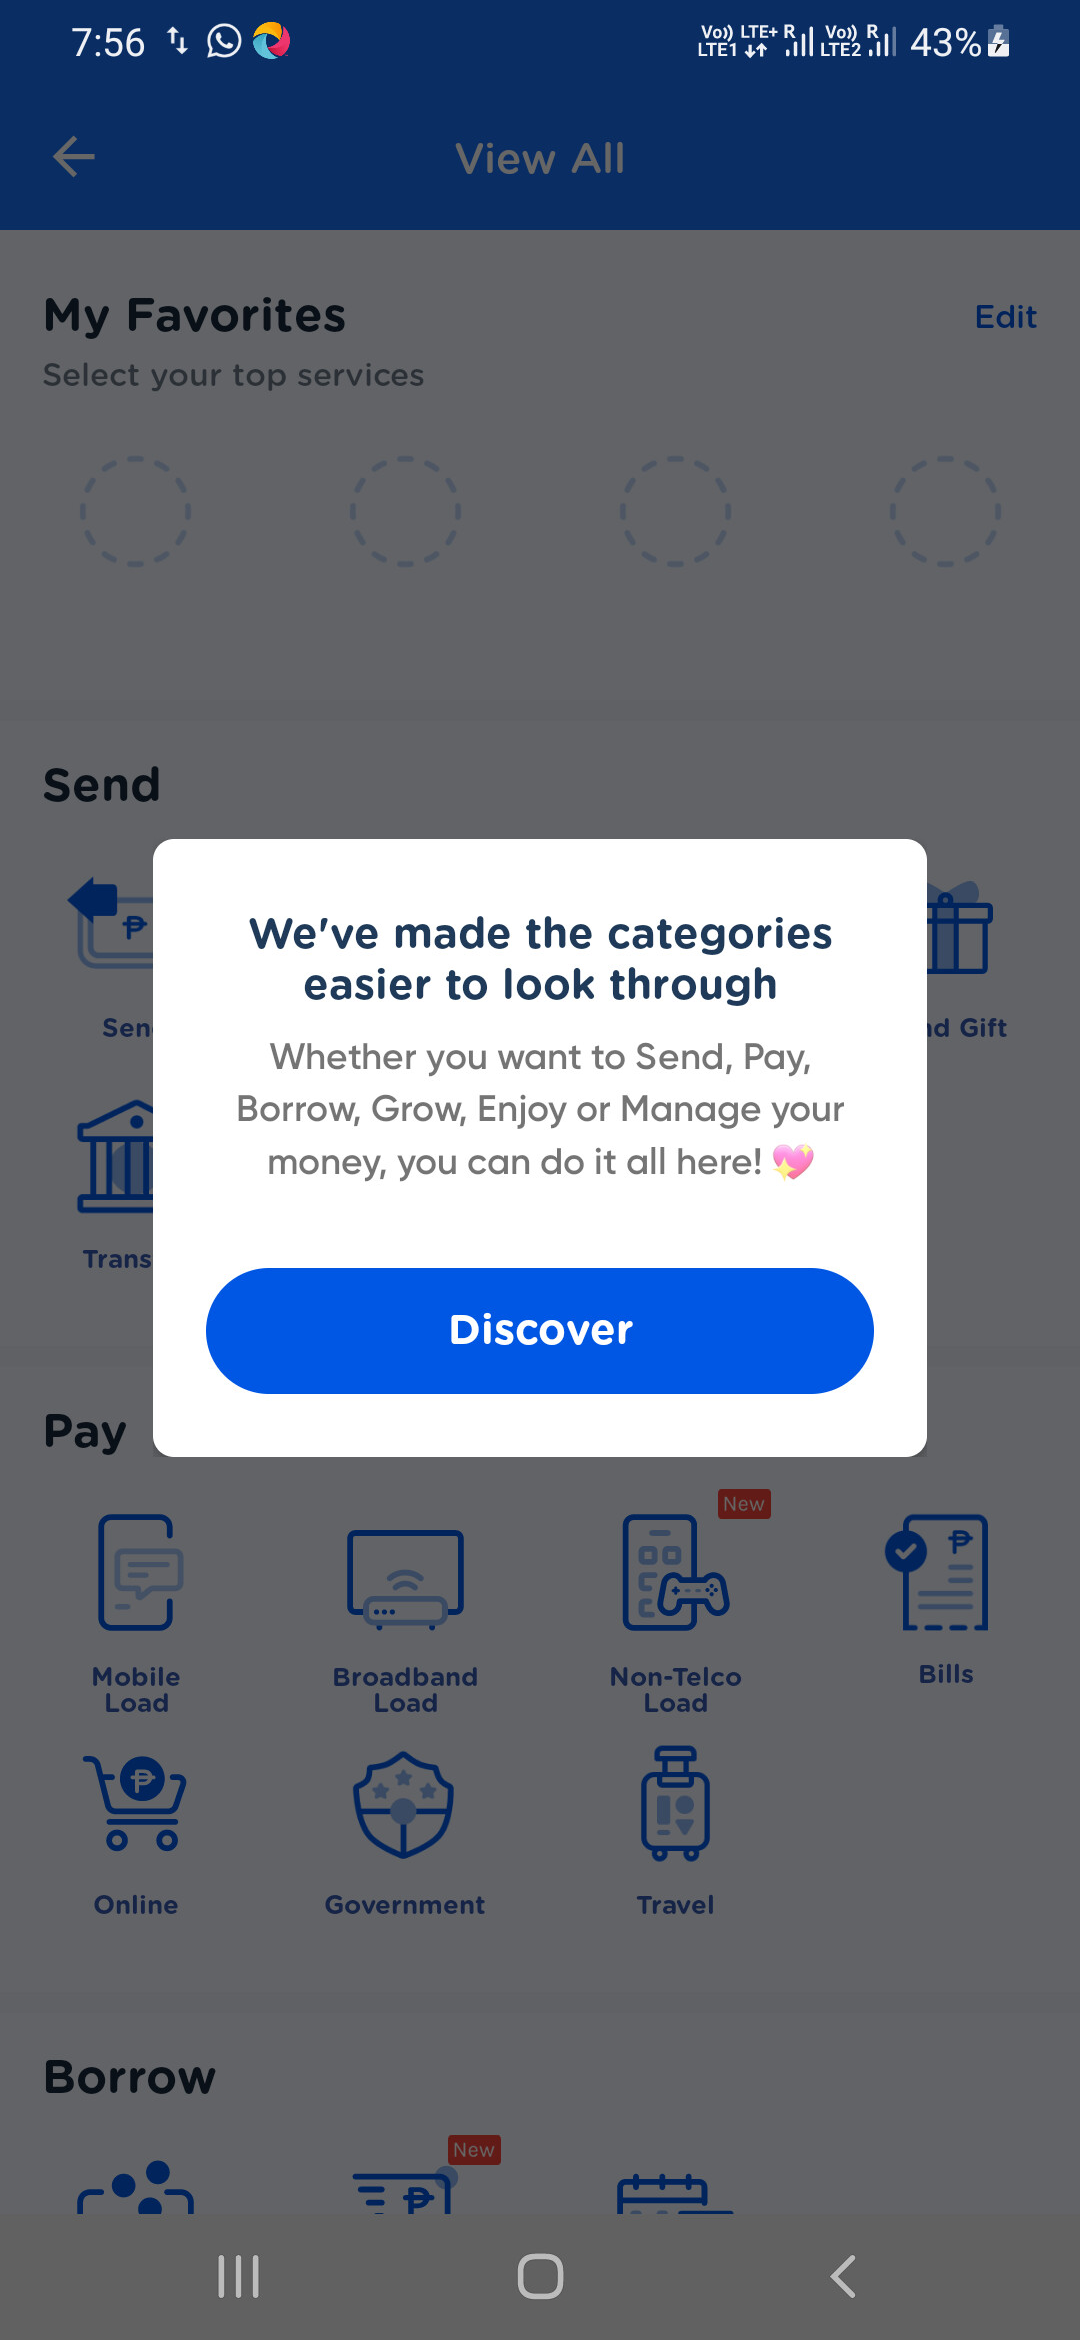 7:56
Vo)) LTE+ R Vo)) R 43%
LTE1 LTE2
View All
My Favorites
Edit
Select your top services
Send
We've made the categories
easier to look through
Whether you want to Send, Pay,
Borrow, Grow, Enjoy or Manage your
money, you can do it all here! 💖
Discover
Gift
Pay
New
Mobile
Load
Broadband
Load
Non-Telco
Load
Bills
Online
Government
Travel
Borrow
New